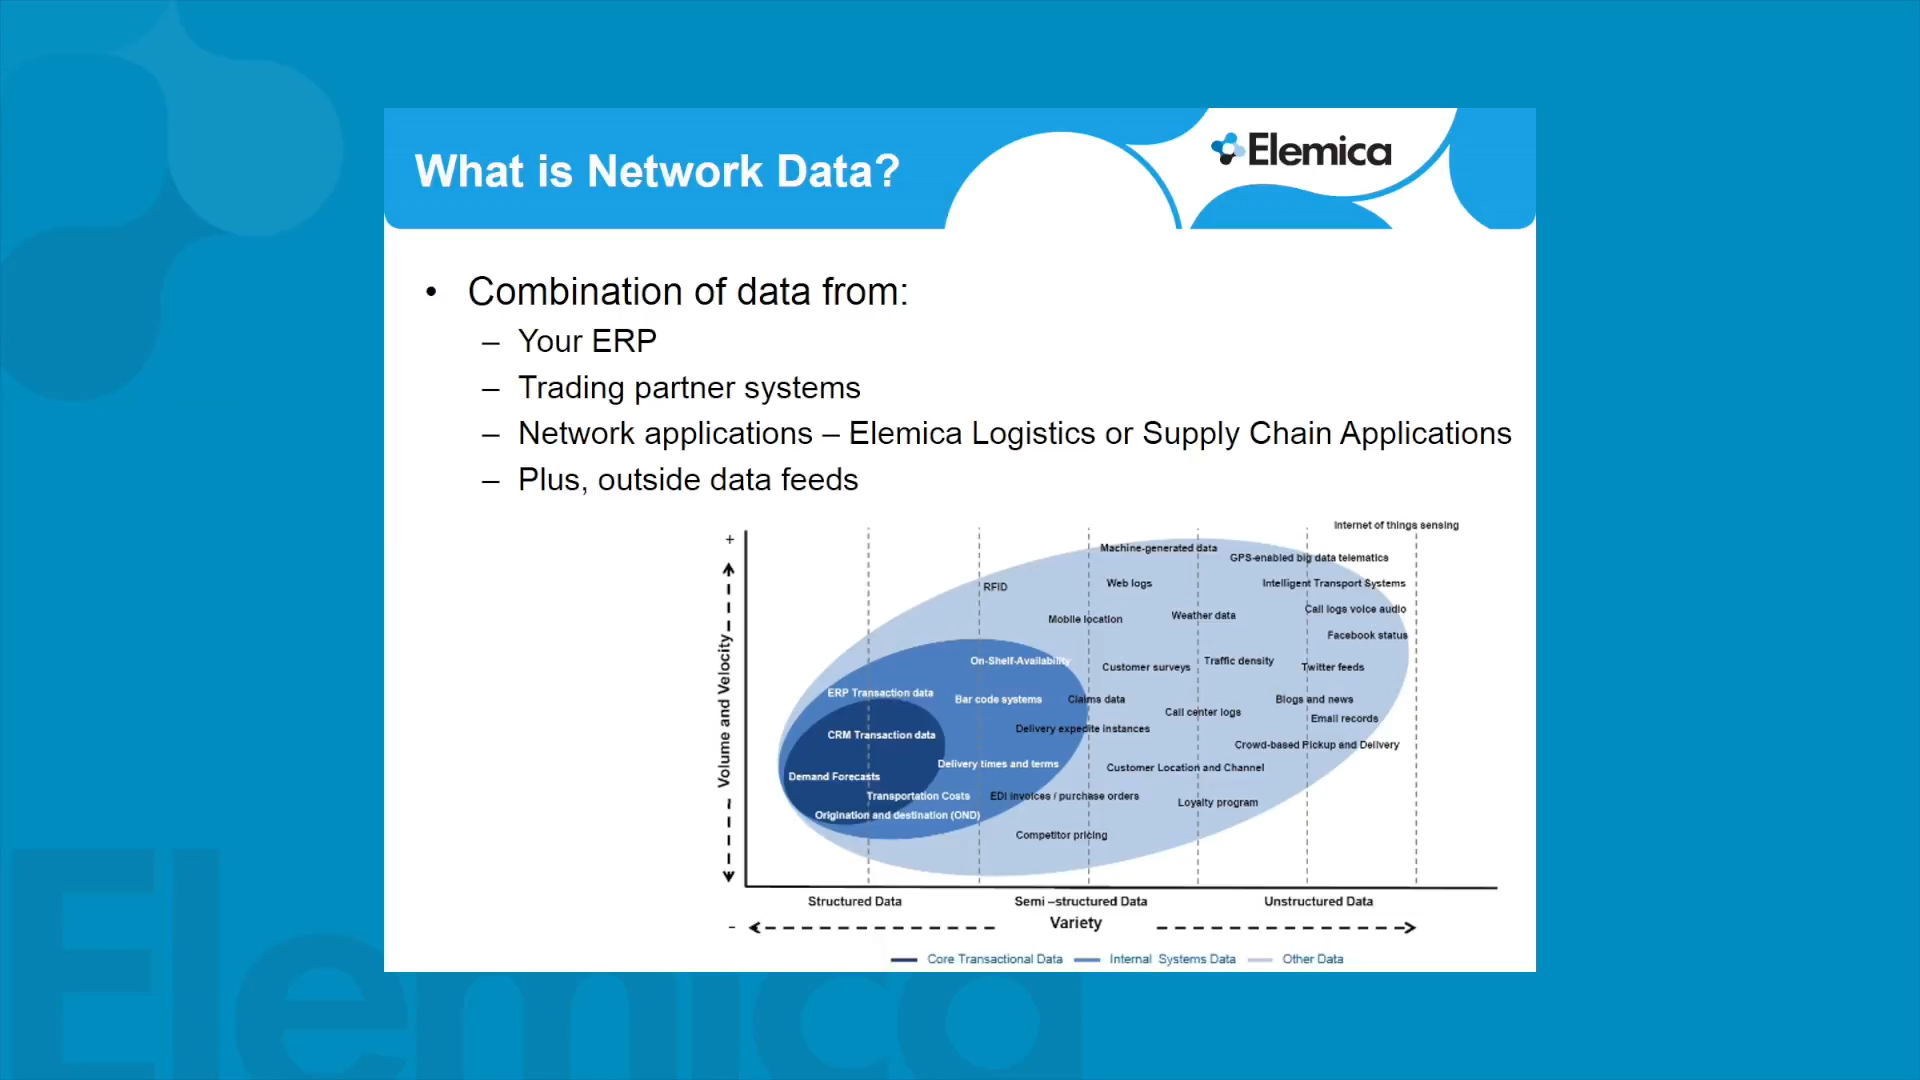 What is Network Data?
Elemica
• Combination of data from:
– Your ERP
– Trading partner systems
– Network applications – Elemica Logistics or Supply Chain Applications
– Plus, outside data feeds
Internet of things sensing
+
Machine-generated data
GPS-enabled big data telematics
RFID
Web logs
Intelligent Transport Systems
Mobile location
Weather data
Call logs voice audio
Facebook status
On-Shelf-Availability
Customer surveys
Traffic density
Twitter feeds
ERP Transaction data
Bar code systems
Claims data
Blogs and news
Call center logs
Email records
CRM Transaction data
Delivery expedite instances
Crowd-based Pickup and Delivery
Delivery times and terms
Customer Location and Channel
Demand Forecasts
Transportation Costs
EDI invoices / purchase orders
Loyalty program
Origination and destination (OND)
Competitor pricing
Volume and Velocity
Structured Data
Semi –structured Data
Unstructured Data
-
Variety
Core Transactional Data
Internal Systems Data
Other Data
Elemica